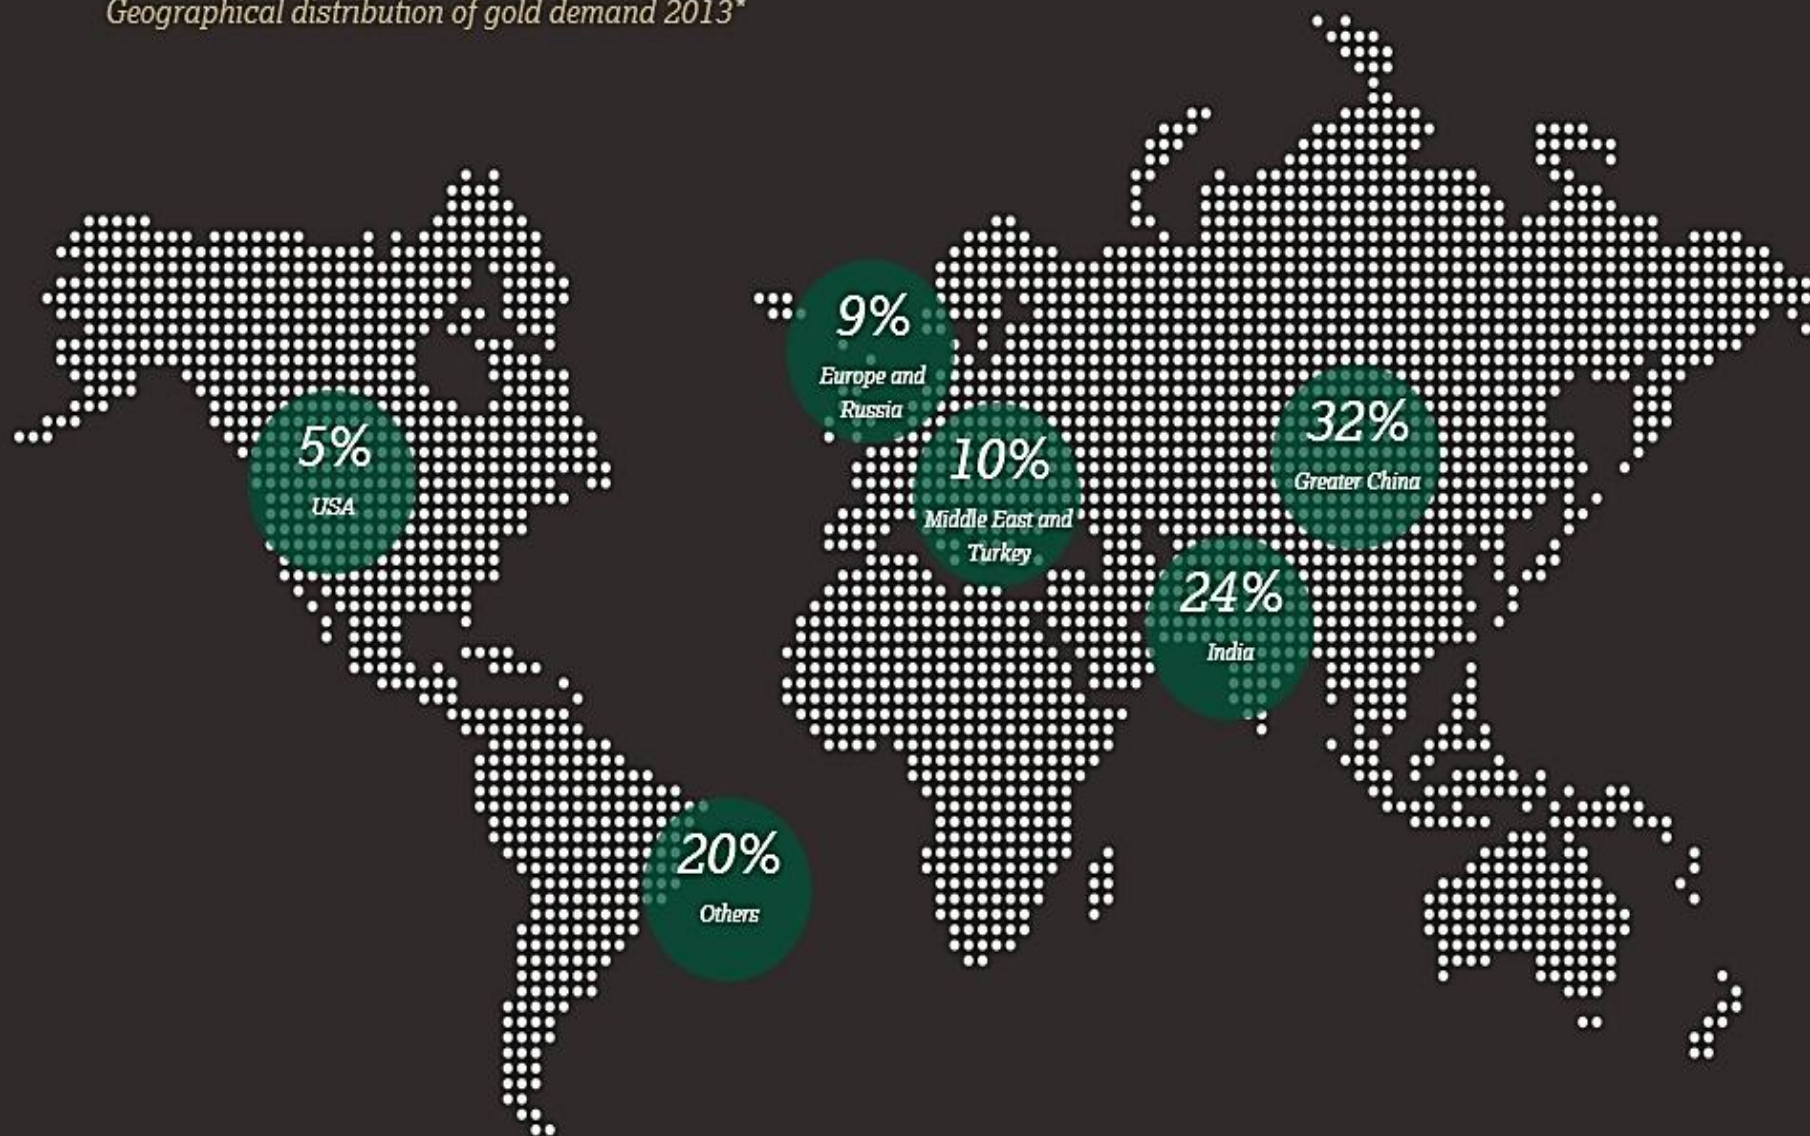 Geographical distribution of gold demand 2013*
9%
Europe and
Russia
5%
USA
10%
Middle East and
Turkey
32%
Greater China
24%
India
20%
Others